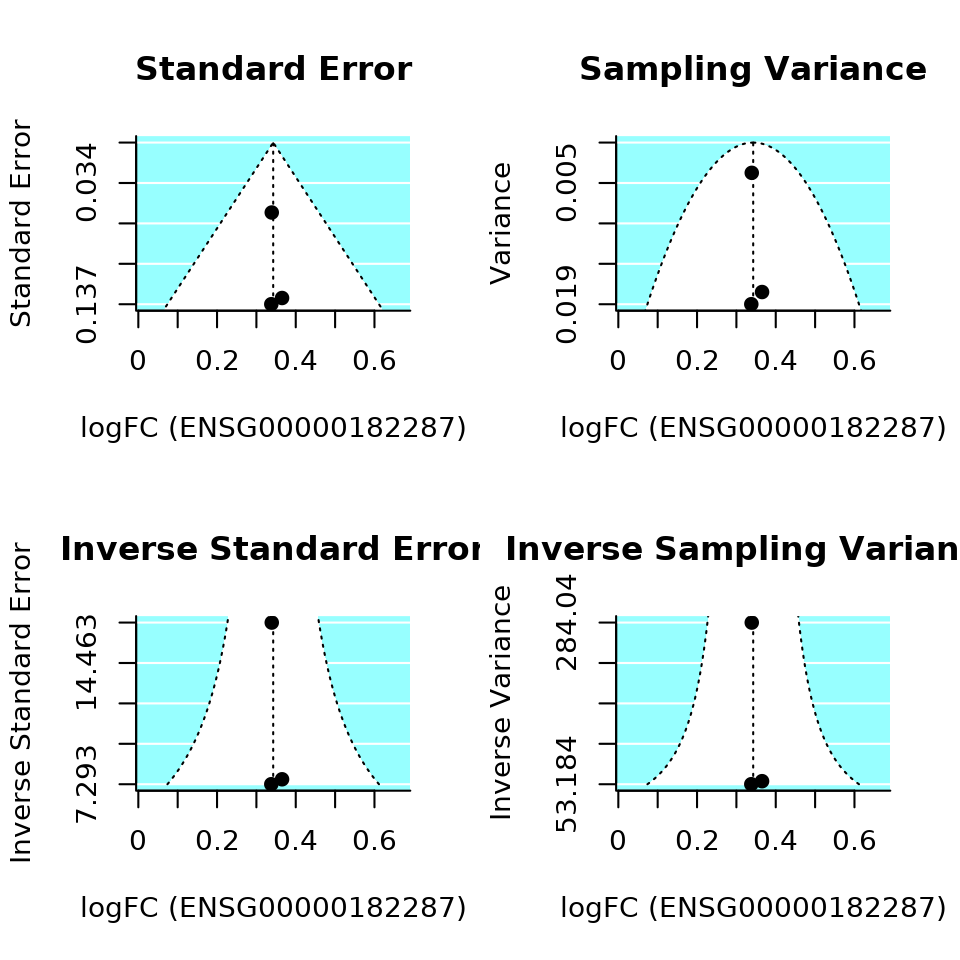 Standard Error
Standard Error
0.034
0.137
0 0.2 0.4 0.6
logFC (ENSG00000182287)
Sampling Variance
Variance
0.005
0.019
0 0.2 0.4 0.6
logFC (ENSG00000182287)
Inverse Standard Error
Inverse Standard Error
14.463
7.293
0 0.2 0.4 0.6
logFC (ENSG00000182287)
Inverse Sampling Varian
Inverse Variance
284.04
53.184
0 0.2 0.4 0.6
logFC (ENSG00000182287)